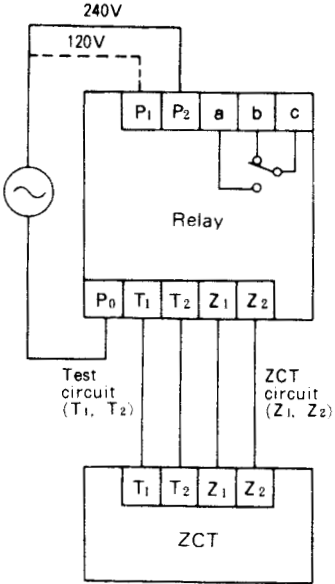 240V
120V
P₁ P₂ a b c
Relay
P₀ T₁ T₂ Z₁ Z₂
Test
circuit
(T₁, T₂)
ZCT
circuit
(Z₁, Z₂)
T₁ T₂ Z₁ Z₂
ZCT